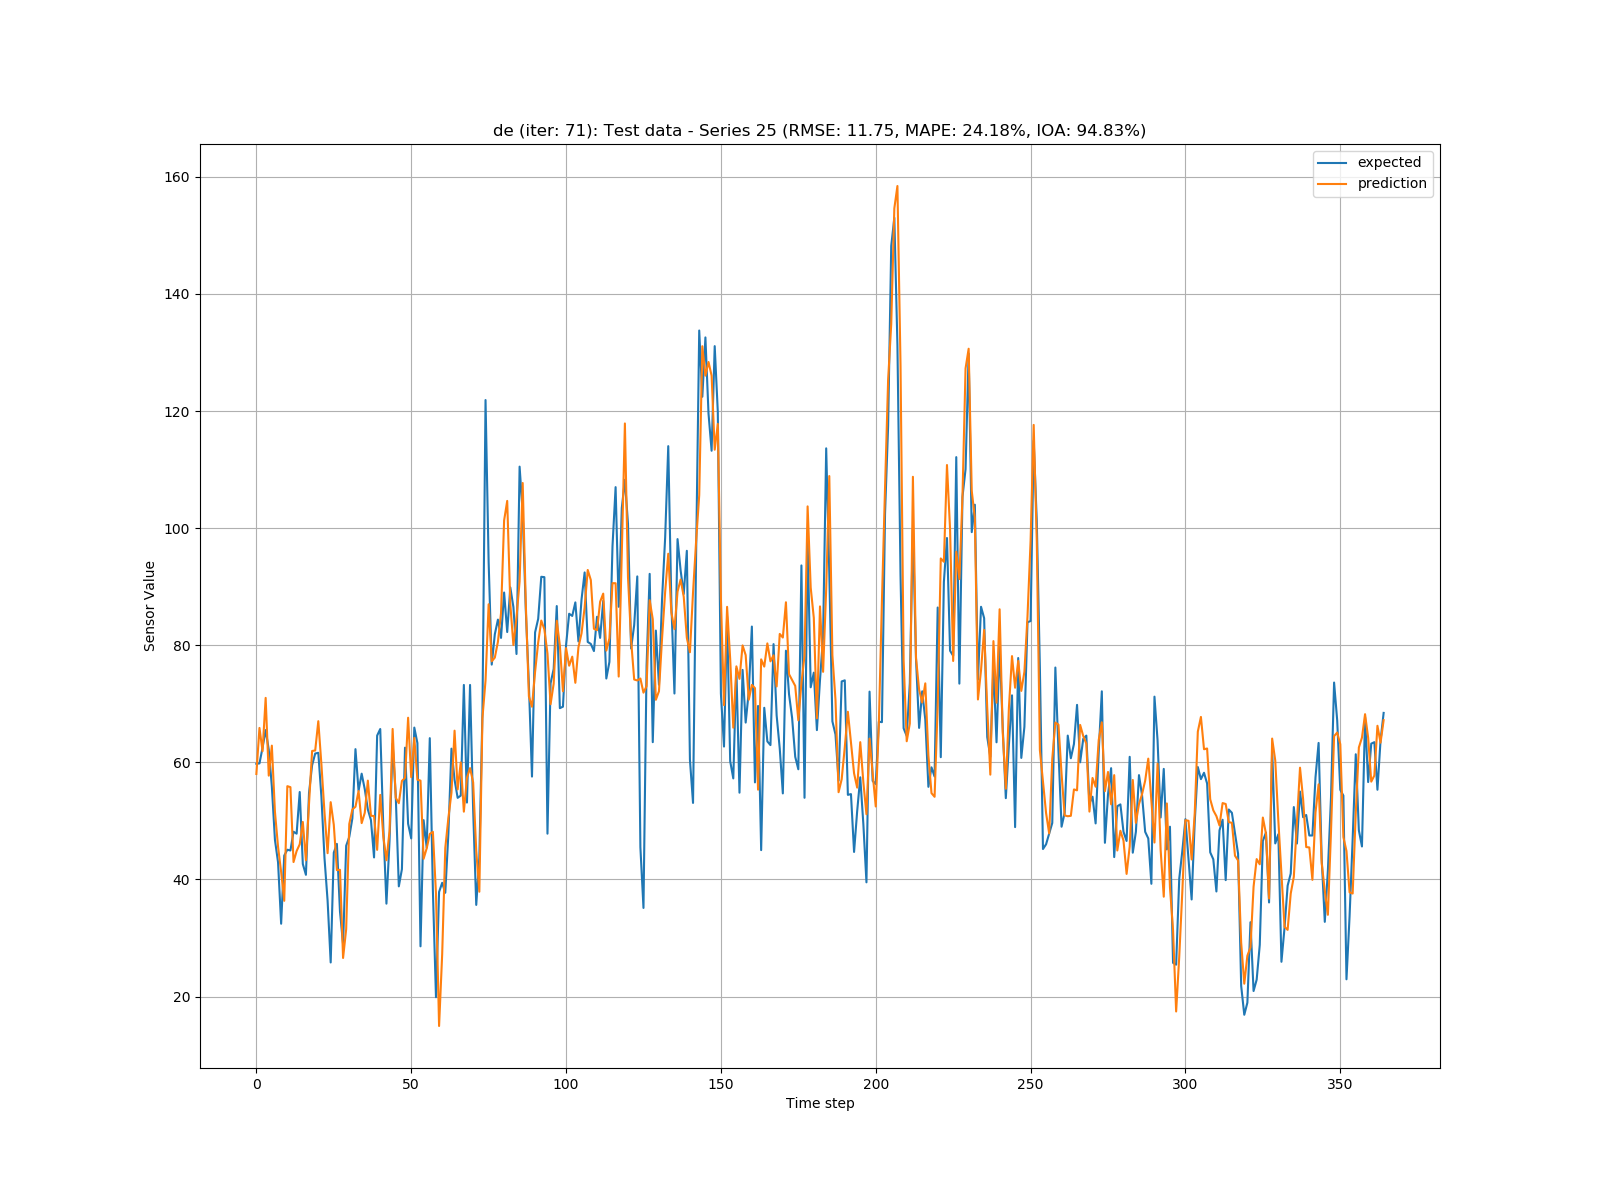 de (iter: 71): Test data - Series 25 (RMSE: 11.75, MAPE: 24.18%, IOA: 94.83%)
expected
prediction
160
140
120
100
80
60
40
20
Sensor Value
0 50 100 150 200 250 300 350
Time step